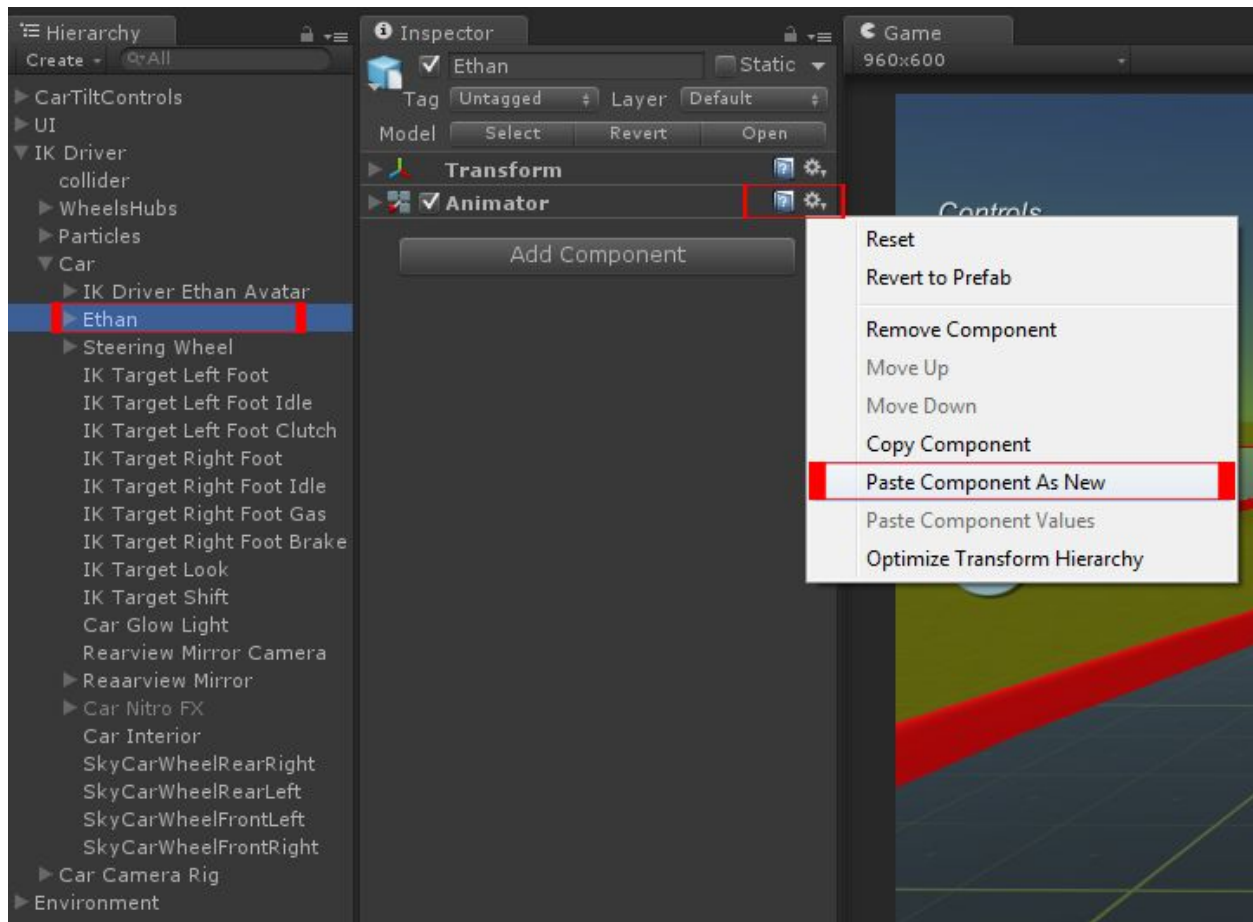 Hierarchy
Create
All
CarTiltControls
UI
IK Driver
collider
WheelsHubs
Particles
Car
IK Driver Ethan Avatar
Ethan
Steering Wheel
IK Target Left Foot
IK Target Left Foot Idle
IK Target Left Foot Clutch
IK Target Right Foot
IK Target Right Foot Idle
IK Target Right Foot Gas
IK Target Right Foot Brake
IK Target Look
IK Target Shift
Car Glow Light
Rearview Mirror Camera
Reaarview Mirror
Car Nitro FX
Car Interior
SkyCarWheelRearRight
SkyCarWheelRearLeft
SkyCarWheelFrontLeft
SkyCarWheelFrontRight
Car Camera Rig
Environment
Inspector
Ethan Static
Tag Untagged Layer Default
Model Select Revert Open
Transform
Animator
Add Component
Game
960x600
Controls
Reset
Revert to Prefab
Remove Component
Move Up
Move Down
Copy Component
Paste Component As New
Paste Component Values
Optimize Transform Hierarchy